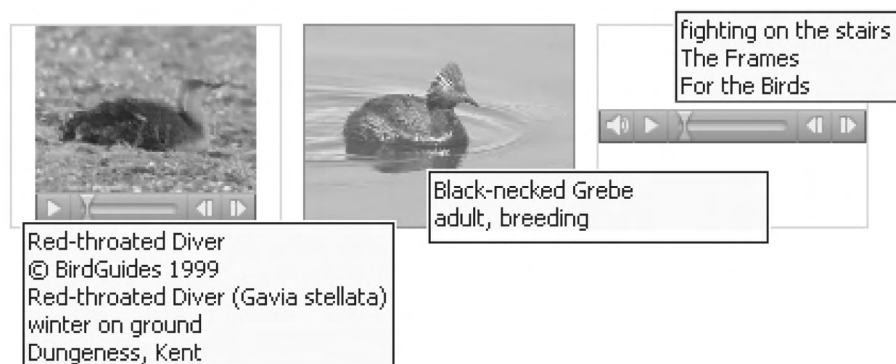 Red-throated Diver
© BirdGuides 1999
Red-throated Diver (Gavia stellata)
winter on ground
Dungeness, Kent
Black-necked Grebe
adult, breeding
fighting on the stairs
The Frames
For the Birds